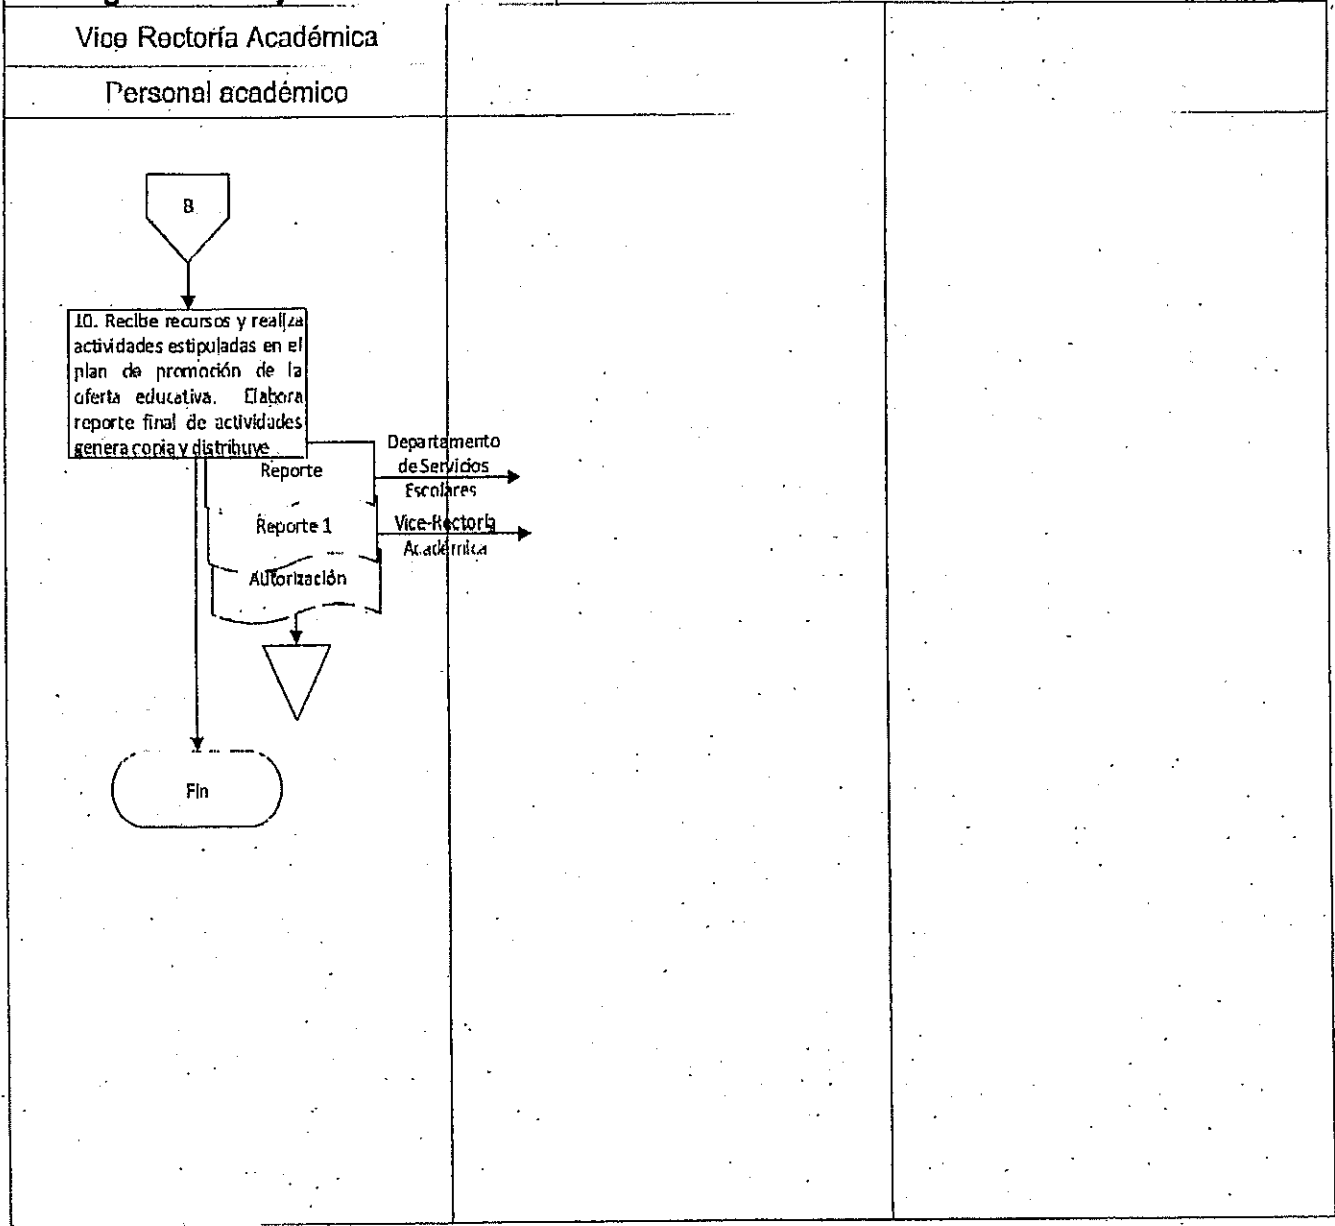 Vice Rectoría Académica
Personal académico
B
10. Recibe recursos y realiza
actividades estipuladas en el
plan de promoción de la
oferta educativa. Elabora
reporte final de actividades
genera copia y distribuye
Reporte
Departamento
de Servicios
Escolares
Reporte 1
Vice-Rectoría
Académica
Autorización
Fin